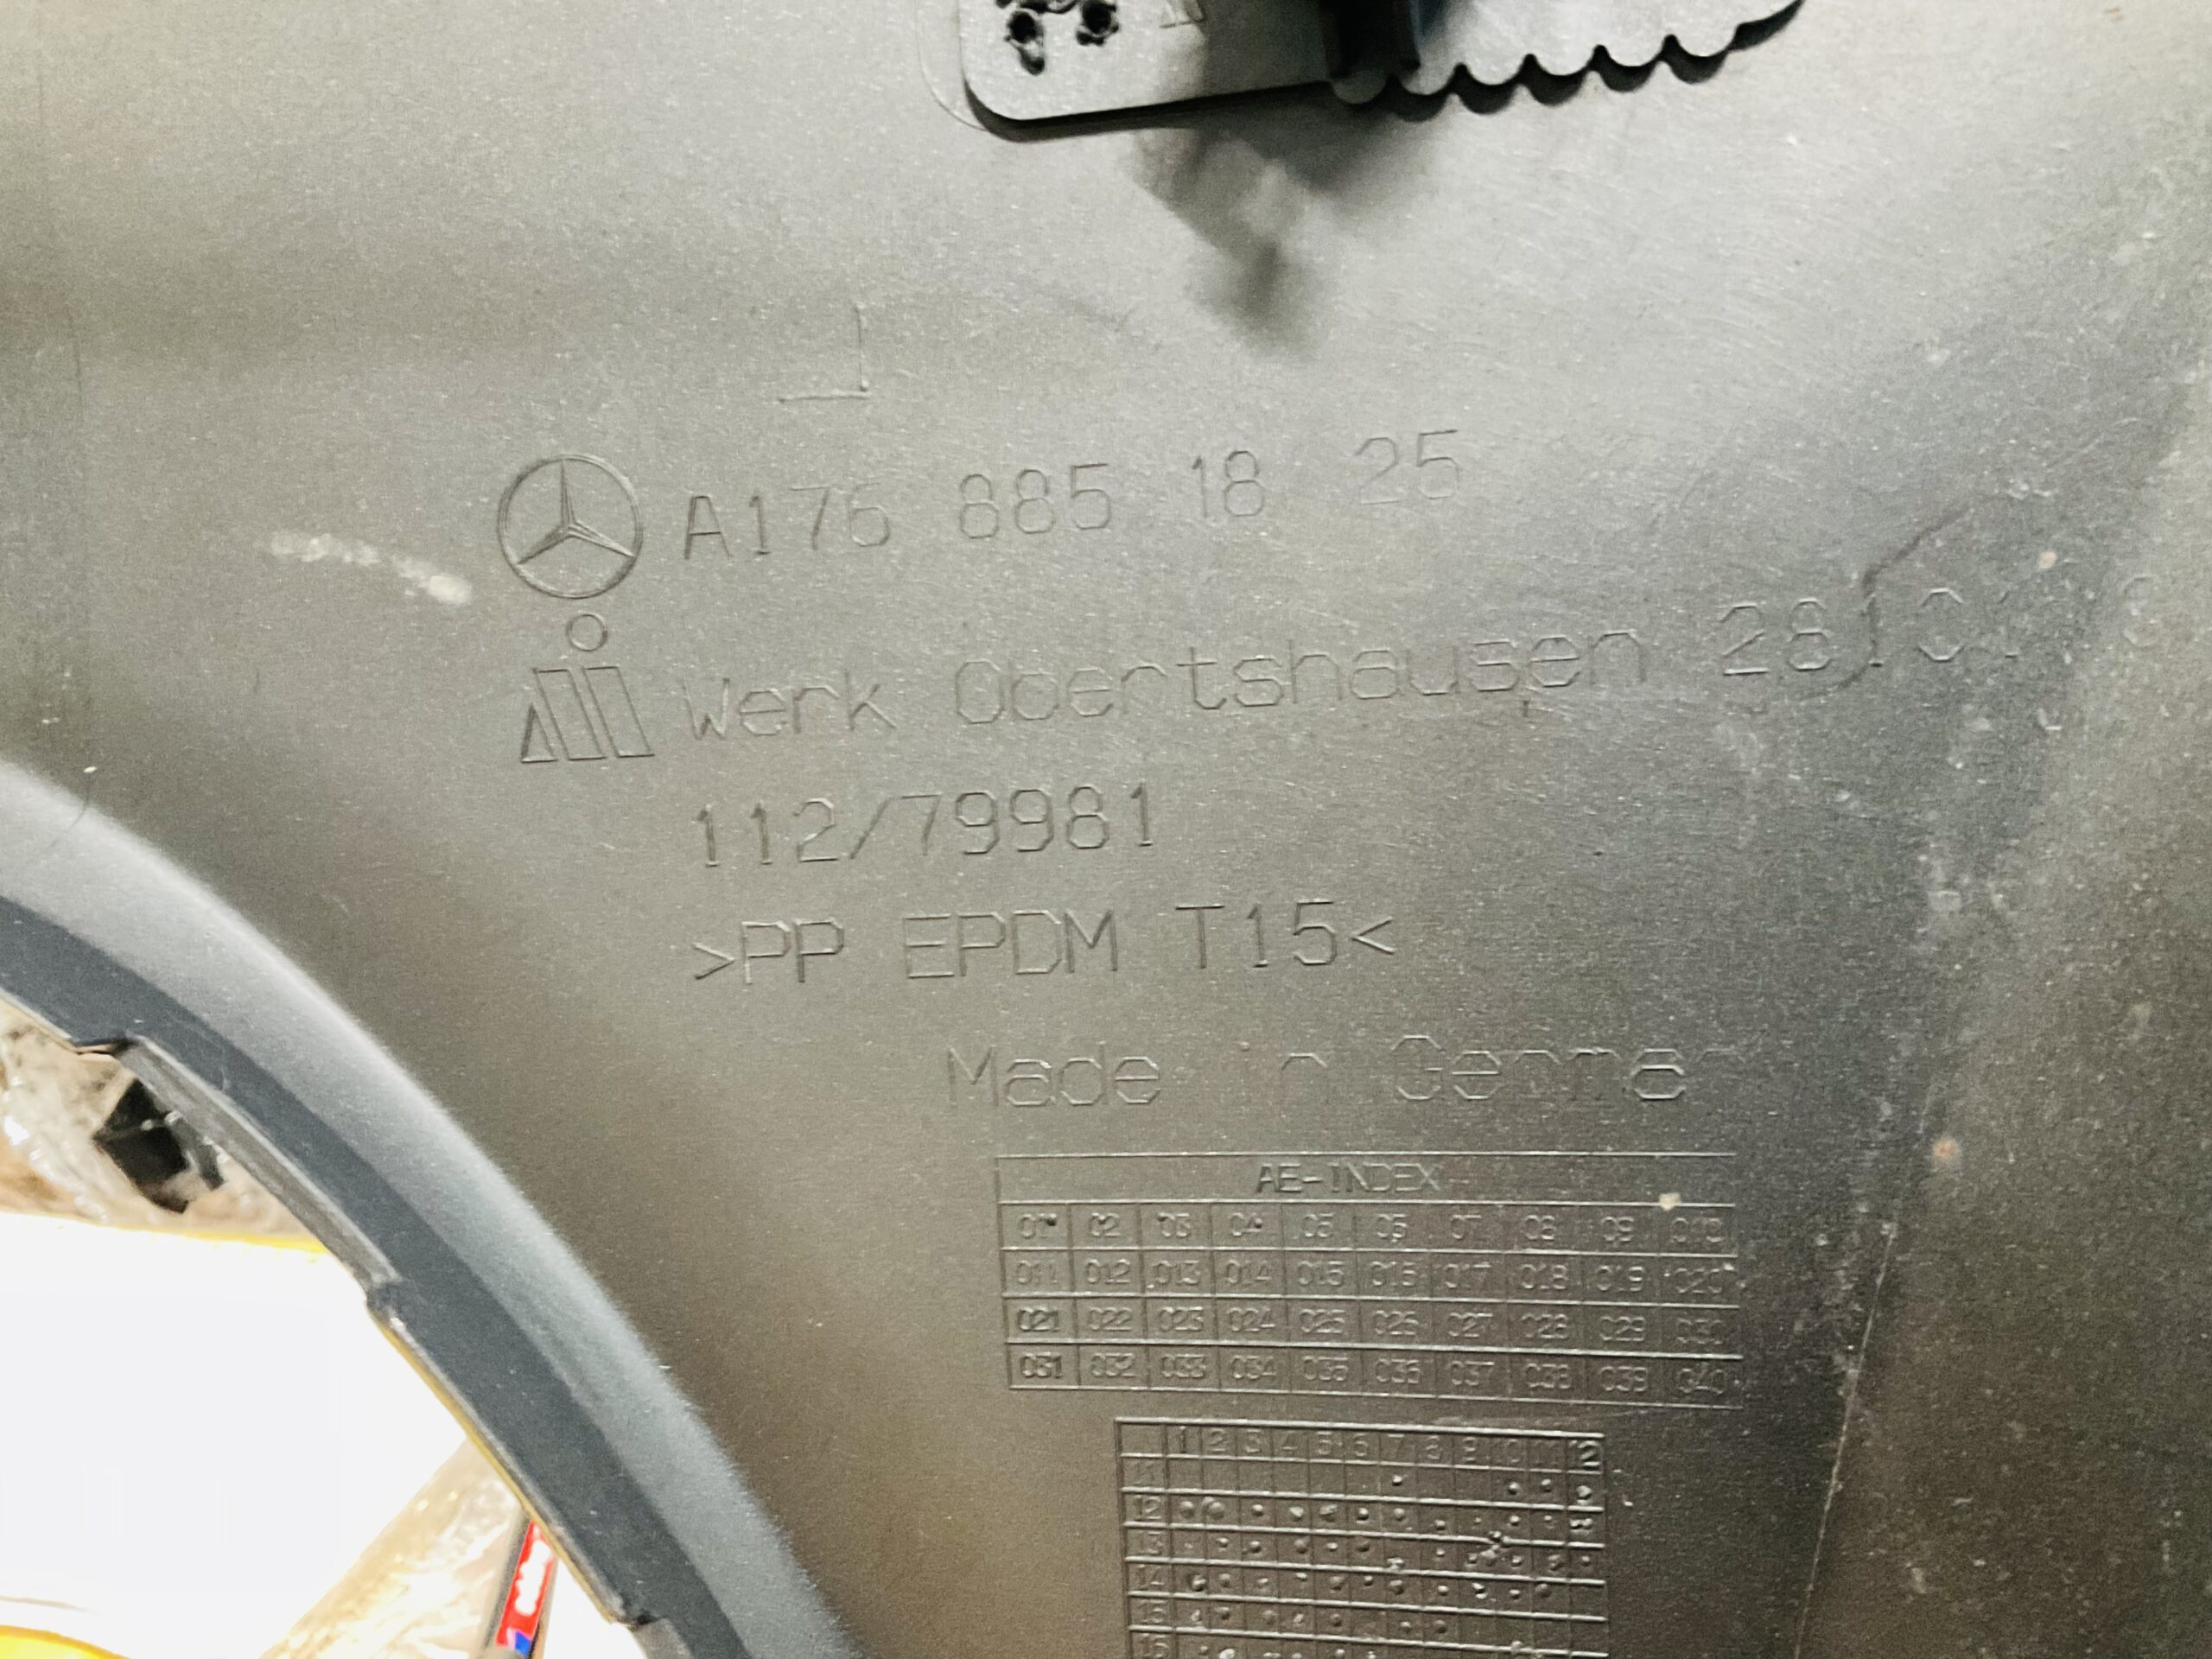 A176 885 18 25
Werk Obertshausen
112/79981
>PP EPDM T15<
Made in
AE-INDEX
01 02 03 04 05 06 07 08 09 010
011 012 013 014 015 016 017 018 019 020
021 022 023 024 025 026 027 028 029 030
031 032 033 034 035 036 037 038 039 040
1 2 3 4 5 6 7 8 9 10 11 12
11
12
13
14
15
16